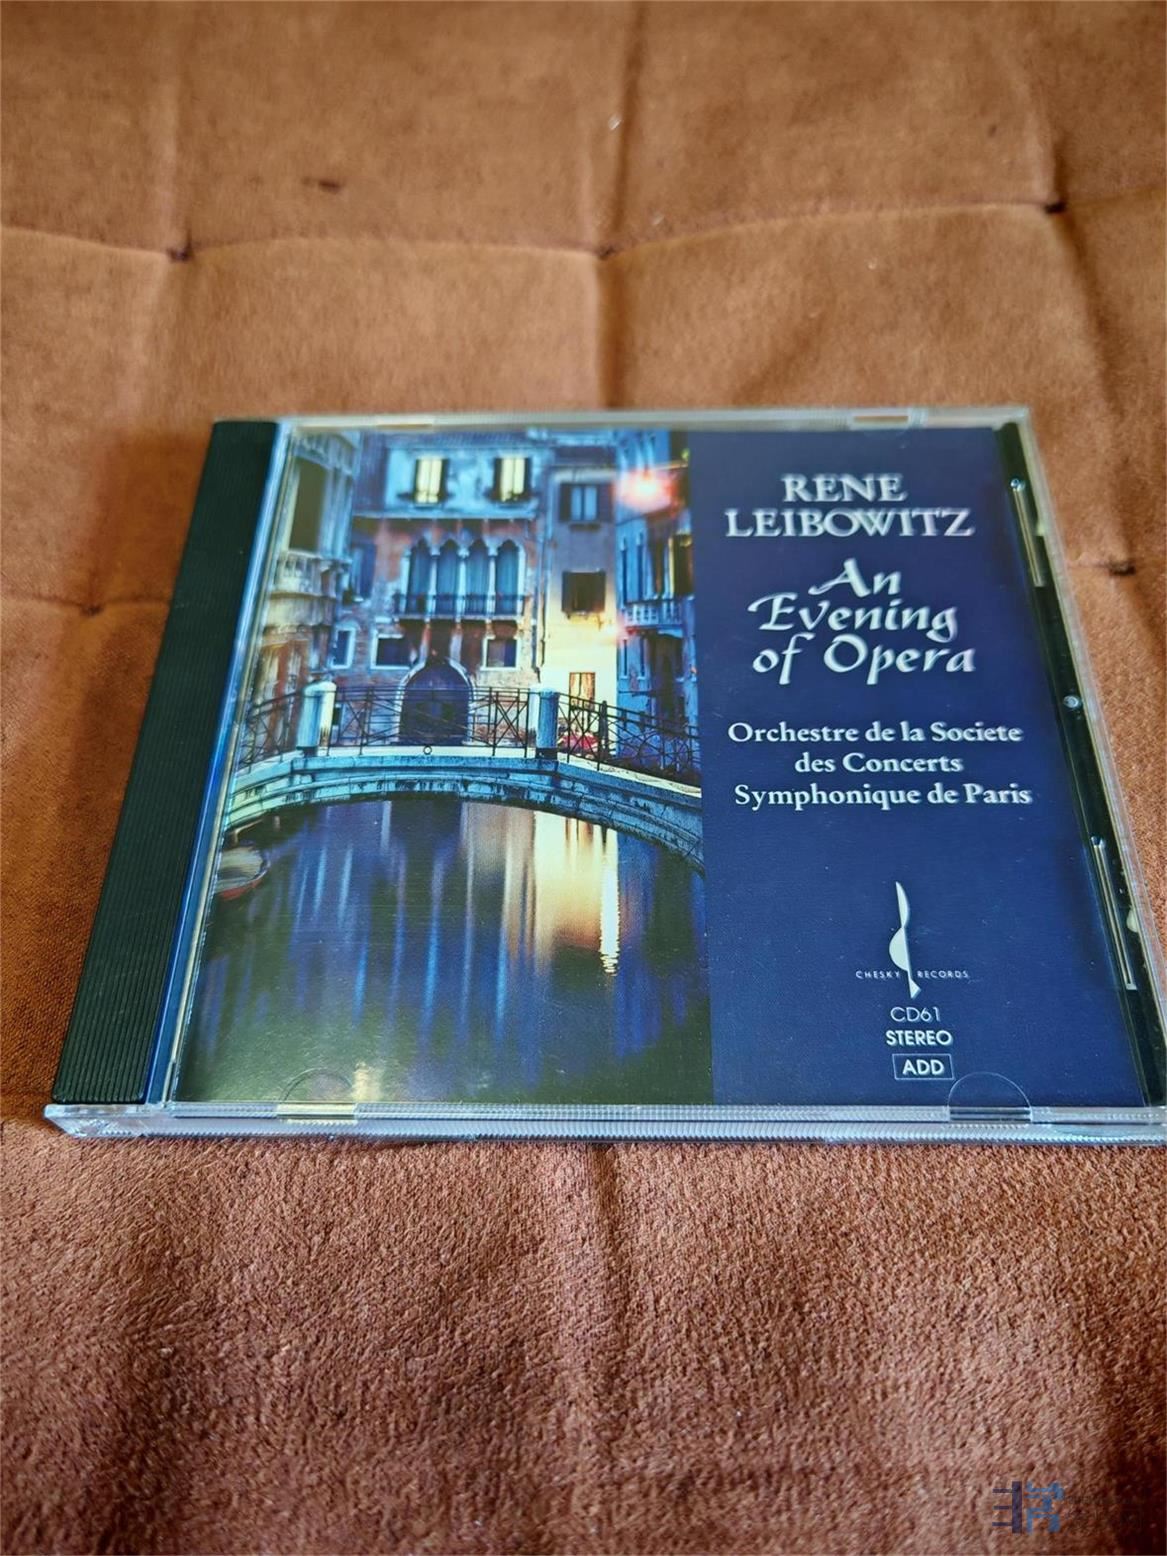 RENE
LEIBOWITZ
An
Evening
of Opera
Orchestre de la Societe
des Concerts
Symphonique de Paris
CHESKY RECORDS
CD61
STEREO
ADD